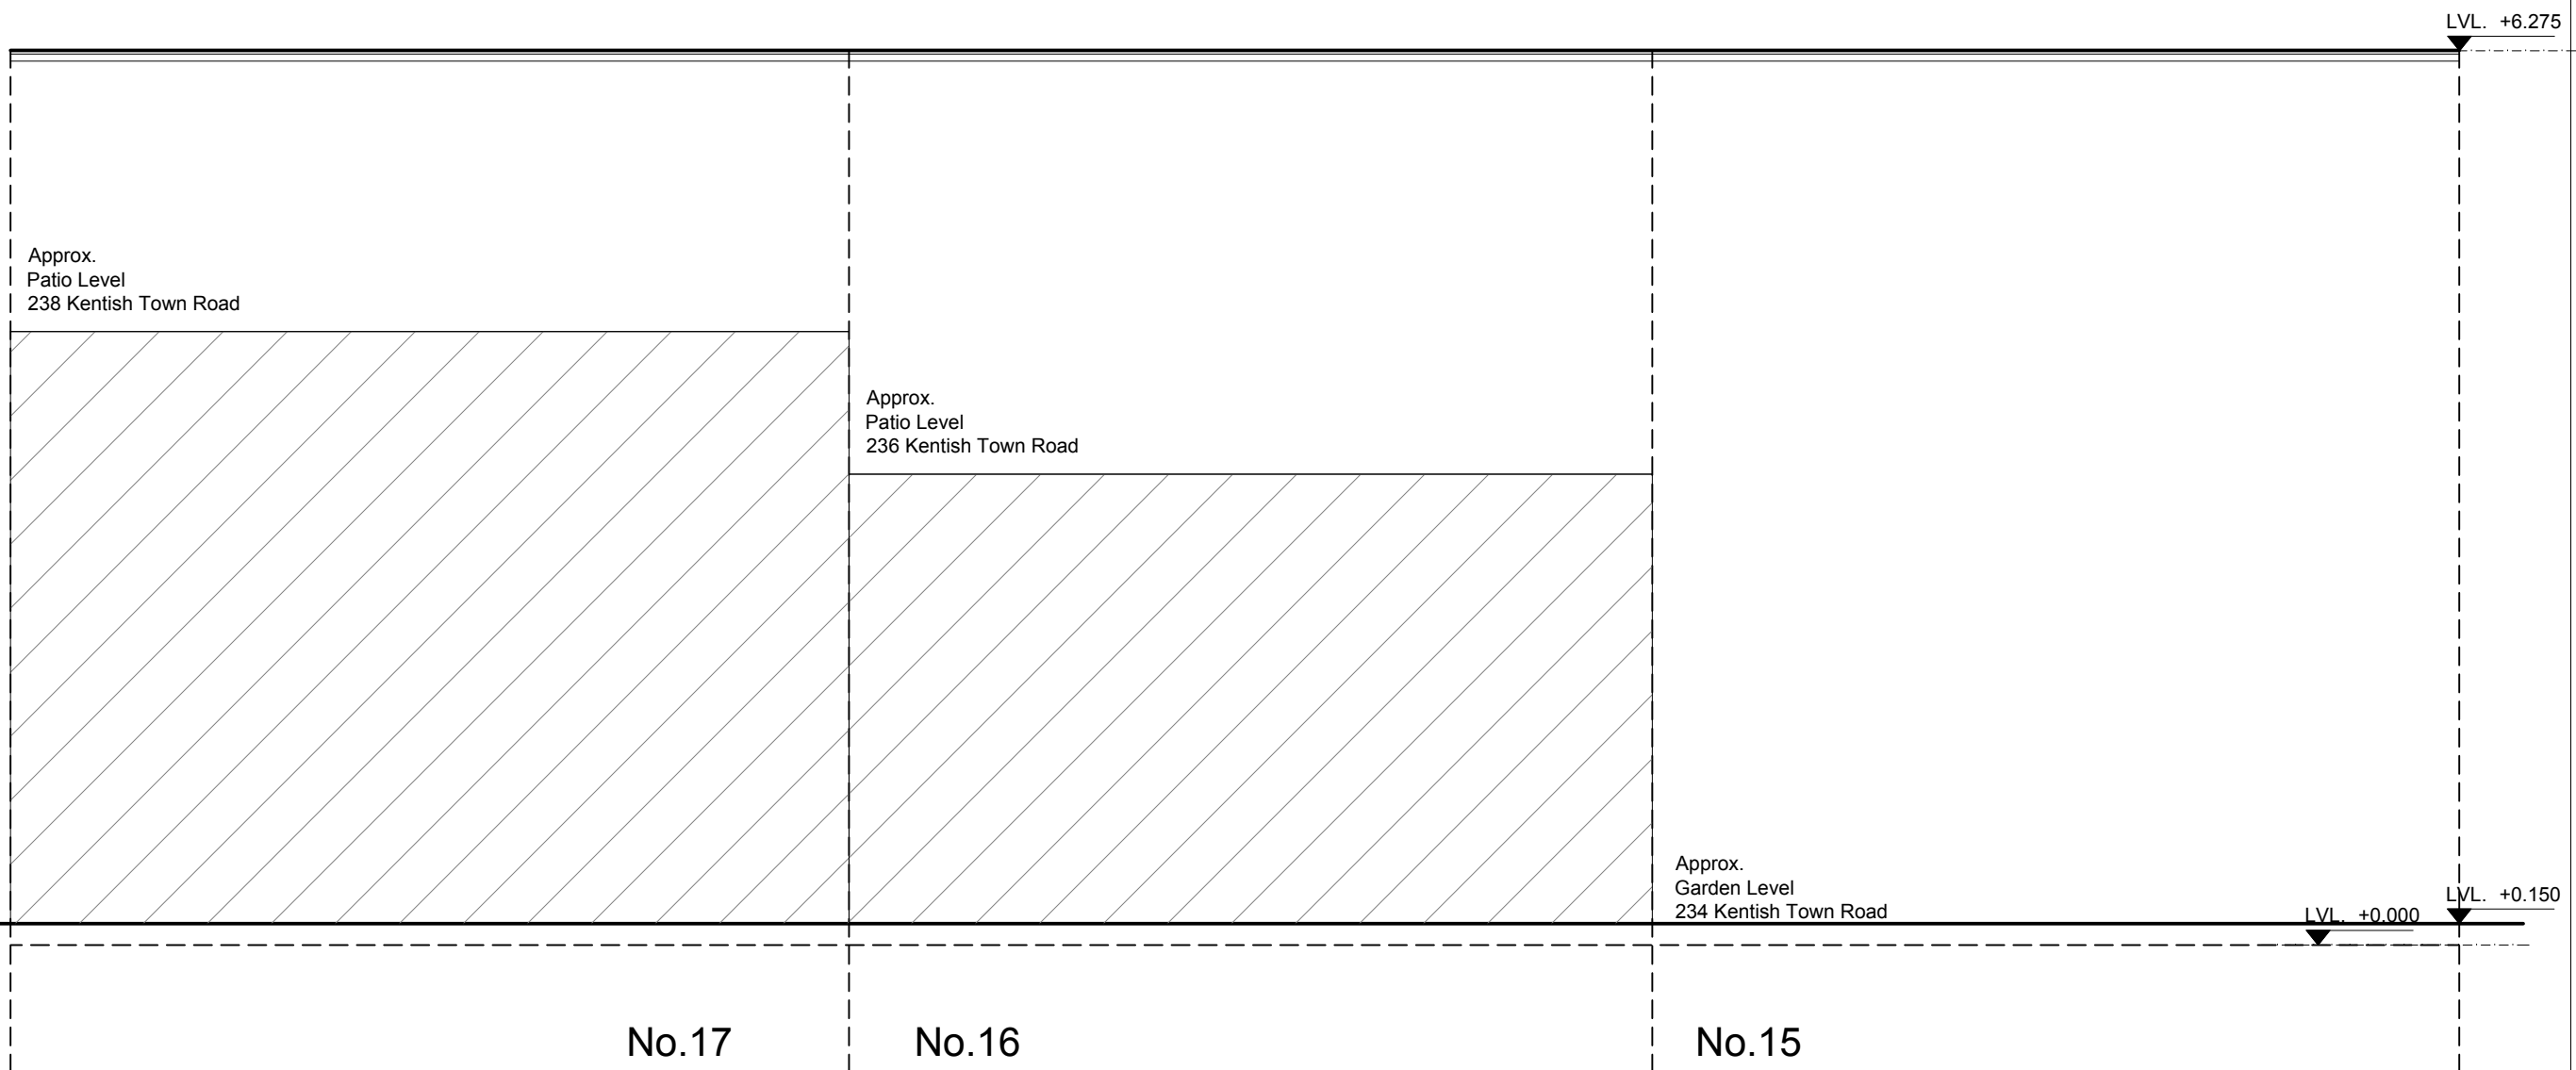 LVL. +6.275
Approx.
Patio Level
238 Kentish Town Road
Approx.
Patio Level
236 Kentish Town Road
Approx.
Garden Level
234 Kentish Town Road
LVL. +0.000
LVL. +0.150
No.17
No.16
No.15